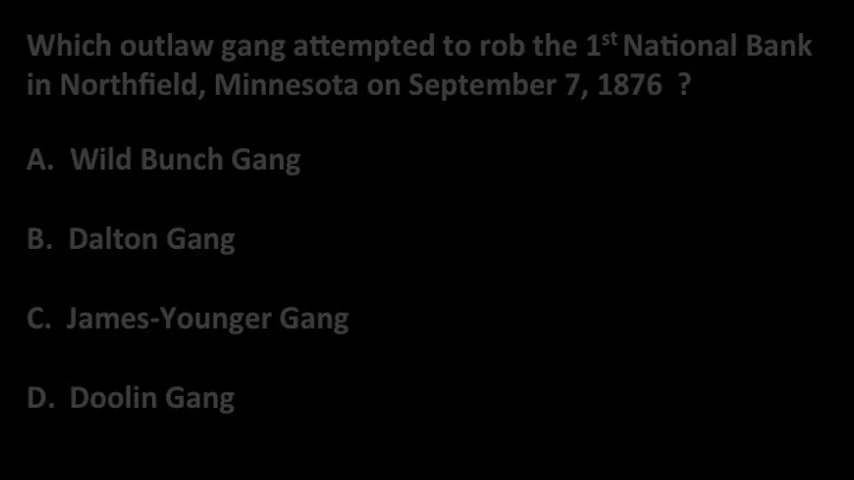 Which outlaw gang attempted to rob the 1st National Bank
in Northfield, Minnesota on September 7, 1876 ?
A. Wild Bunch Gang
B. Dalton Gang
C. James-Younger Gang
D. Doolin Gang